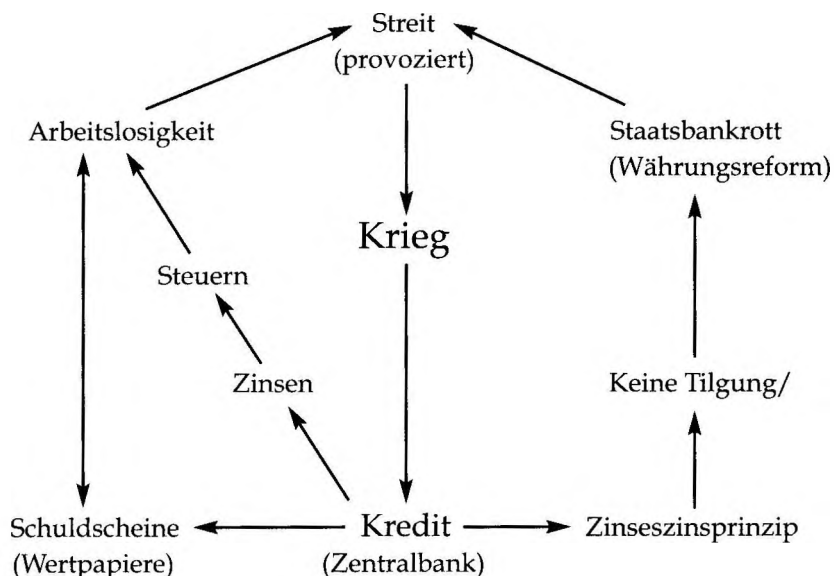 Streit
(provoziert)
Arbeitslosigkeit
Staatsbankrott
(Währungsreform)
Krieg
Steuern
Zinsen
Keine Tilgung/
Schuldscheine
(Wertpapiere)
Kredit
(Zentralbank)
Zinseszinsprinzip